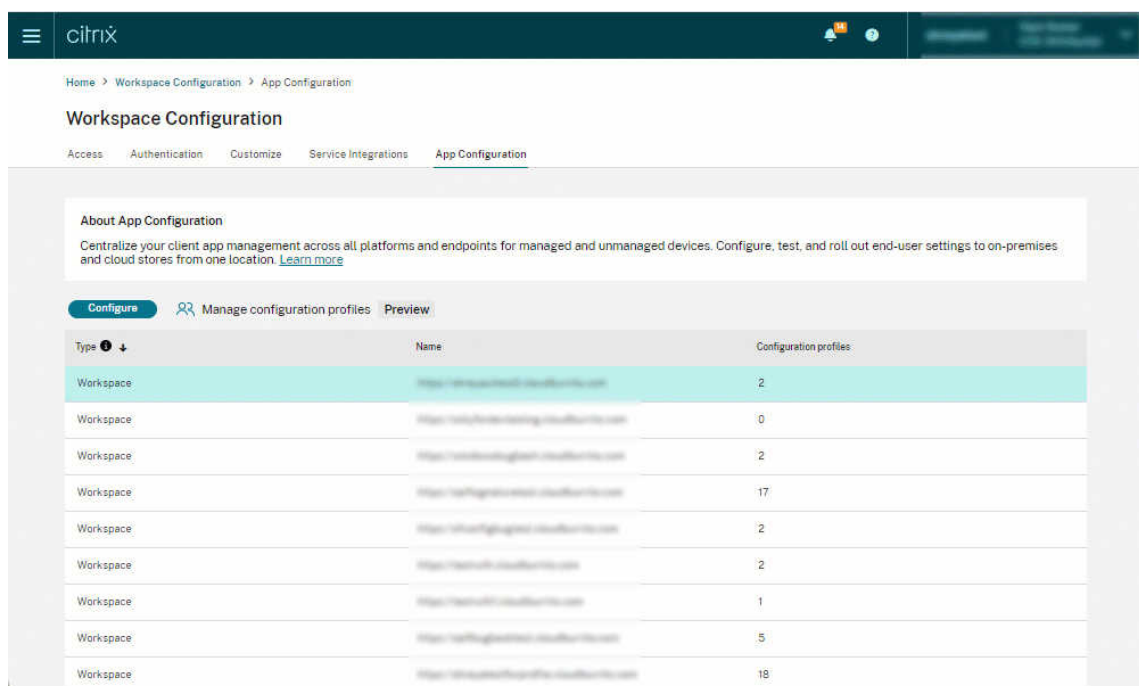 citrix
14
?
Home > Workspace Configuration > App Configuration
Workspace Configuration
Access Authentication Customize Service Integrations App Configuration
About App Configuration
Centralize your client app management across all platforms and endpoints for managed and unmanaged devices. Configure, test, and roll out end-user settings to on-premises
and cloud stores from one location. Learn more
Configure Manage configuration profiles Preview
Type Name Configuration profiles
Workspace 2
Workspace 0
Workspace 2
Workspace 17
Workspace 2
Workspace 2
Workspace 1
Workspace 5
Workspace 18